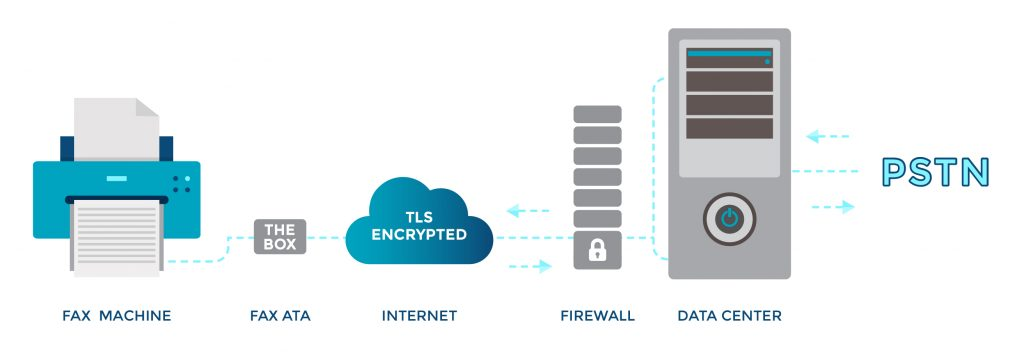 THE
BOX
TLS
ENCRYPTED
PSTN
FAX MACHINE
FAX ATA
INTERNET
FIREWALL
DATA CENTER